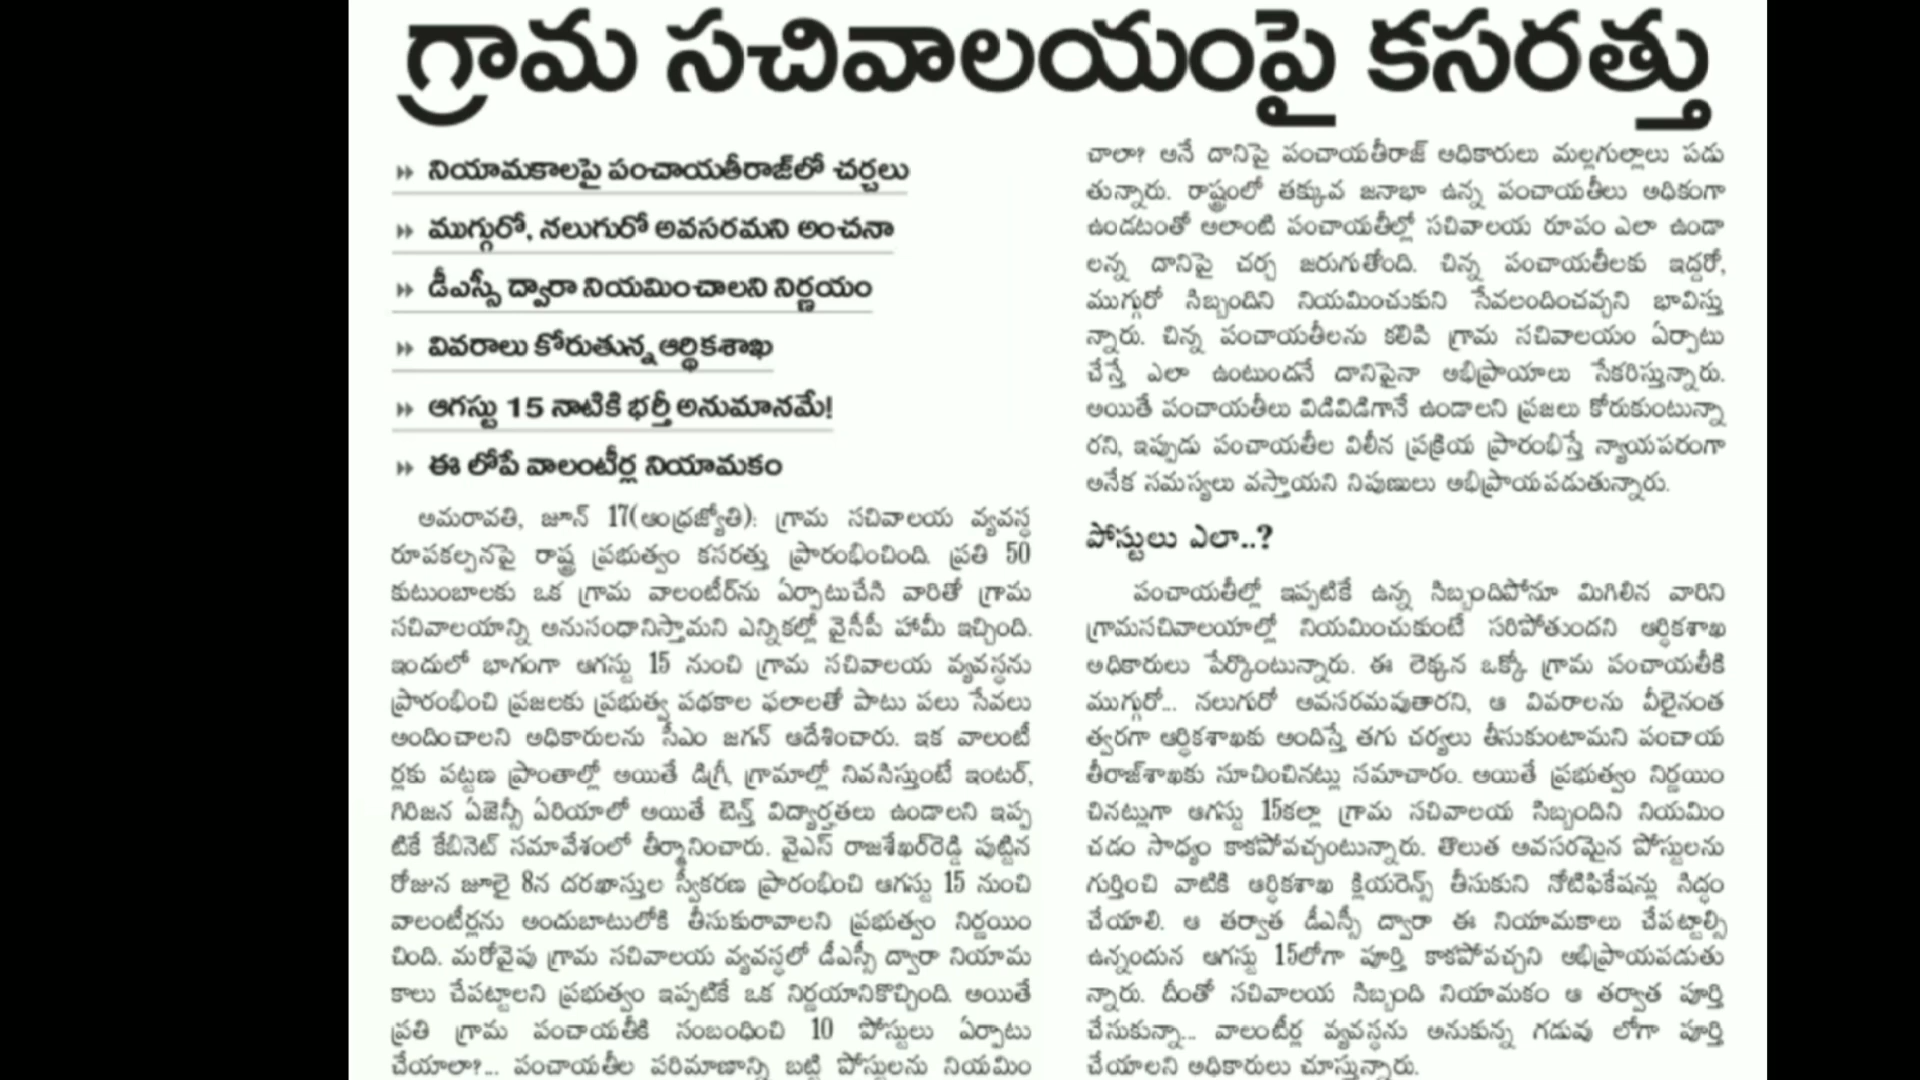 గ్రామ సచివాలయంపై కసరత్తు
» నియామకాలపై పంచాయతీరాజ్‌లో చర్చలు
» ముగ్గురో, నలుగురో అవసరమని అంచనా
» డీఎస్సీ ద్వారా నియమించాలని నిర్ణయం
» వివరాలు కోరుతున్న ఆర్థికశాఖ
» ఆగస్టు 15 నాటికి భర్తీ అనుమానమే!
» ఈ లోపే వాలంటీర్ల నియామకం
అమరావతి, జూన్ 17(ఆంధ్రజ్యోతి): గ్రామ సచివాలయ వ్యవస్థ
రూపకల్పనపై రాష్ట్ర ప్రభుత్వం కసరత్తు ప్రారంభించింది. ప్రతి 50
కుటుంబాలకు ఒక గ్రామ వాలంటీర్‌ను ఏర్పాటుచేసి వారితో గ్రామ
సచివాలయాన్ని అనుసంధానిస్తామని ఎన్నికల్లో వైసీపీ హామీ ఇచ్చింది.
ఇందులో భాగంగా ఆగస్టు 15 నుంచి గ్రామ సచివాలయ వ్యవస్థను
ప్రారంభించి ప్రజలకు ప్రభుత్వ పథకాల ఫలాలతో పాటు పలు సేవలు
అందించాలని అధికారులను సీఎం జగన్ ఆదేశించారు. ఇక వాలంటీ
ర్లకు పట్టణ ప్రాంతాల్లో అయితే డిగ్రీ, గ్రామాల్లో నివసిస్తుంటే ఇంటర్,
గిరిజన ఏజెన్సీ ఏరియాలో అయితే టెన్త్ విద్యార్హతలు ఉండాలని ఇప్ప
టికే కేబినెట్ సమావేశంలో తీర్మానించారు. వైఎస్ రాజశేఖర్‌రెడ్డి పుట్టిన
రోజున జూలై 8న దరఖాస్తుల స్వీకరణ ప్రారంభించి ఆగస్టు 15 నుంచి
వాలంటీర్లను అందుబాటులోకి తీసుకురావాలని ప్రభుత్వం నిర్ణయిం
చింది. మరోవైపు గ్రామ సచివాలయ వ్యవస్థలో డీఎస్సీ ద్వారా నియామ
కాలు చేపట్టాలని ప్రభుత్వం ఇప్పటికే ఒక నిర్ణయానికొచ్చింది. అయితే
ప్రతి గ్రామ పంచాయతీకి సంబంధించి 10 పోస్టులు ఏర్పాటు
చేయాలా?... పంచాయతీల పరిమాణాన్ని బట్టి పోస్టులను నియమిం
చాలా? అనే దానిపై పంచాయతీరాజ్ అధికారులు మల్లగుల్లాలు పడు
తున్నారు. రాష్ట్రంలో తక్కువ జనాభా ఉన్న పంచాయతీలు అధికంగా
ఉండటంతో అలాంటి పంచాయతీల్లో సచివాలయ రూపం ఎలా ఉండా
లన్న దానిపై చర్చ జరుగుతోంది. చిన్న పంచాయతీలకు ఇద్దరో,
ముగ్గురో సిబ్బందిని నియమించుకుని సేవలందించవచ్చని భావిస్తు
న్నారు. చిన్న పంచాయతీలను కలిపి గ్రామ సచివాలయం ఏర్పాటు
చేస్తే ఎలా ఉంటుందనే దానిపైనా అభిప్రాయాలు సేకరిస్తున్నారు.
అయితే పంచాయతీలు విడివిడిగానే ఉండాలని ప్రజలు కోరుకుంటున్నా
రని, ఇప్పుడు పంచాయతీల విలీన ప్రక్రియ ప్రారంభిస్తే న్యాయపరంగా
అనేక సమస్యలు వస్తాయని నిపుణులు అభిప్రాయపడుతున్నారు.
పోస్టులు ఎలా..?
పంచాయతీల్లో ఇప్పటికే ఉన్న సిబ్బందిపోనూ మిగిలిన వారిని
గ్రామసచివాలయాల్లో నియమించుకుంటే సరిపోతుందని ఆర్థికశాఖ
అధికారులు పేర్కొంటున్నారు. ఈ లెక్కన ఒక్కో గ్రామ పంచాయతీకి
ముగ్గురో... నలుగురో అవసరమవుతారని, ఆ వివరాలను వీలైనంత
త్వరగా ఆర్థికశాఖకు అందిస్తే తగు చర్యలు తీసుకుంటామని పంచాయ
తీరాజ్‌శాఖకు సూచించినట్లు సమాచారం. అయితే ప్రభుత్వం నిర్ణయిం
చినట్లుగా ఆగస్టు 15కల్లా గ్రామ సచివాలయ సిబ్బందిని నియమిం
చడం సాధ్యం కాకపోవచ్చంటున్నారు. తొలుత అవసరమైన పోస్టులను
గుర్తించి వాటికి ఆర్థికశాఖ క్లియరెన్స్ తీసుకుని నోటిఫికేషన్లు సిద్ధం
చేయాలి. ఆ తర్వాత డీఎస్సీ ద్వారా ఈ నియామకాలు చేపట్టాల్సి
ఉన్నందున ఆగస్టు 15లోగా పూర్తి కాకపోవచ్చని అభిప్రాయపడుతు
న్నారు. దీంతో సచివాలయ సిబ్బంది నియామకం ఆ తర్వాత పూర్తి
చేసుకున్నా... వాలంటీర్ల వ్యవస్థను అనుకున్న గడువు లోగా పూర్తి
చేయాలని అధికారులు చూస్తున్నారు.